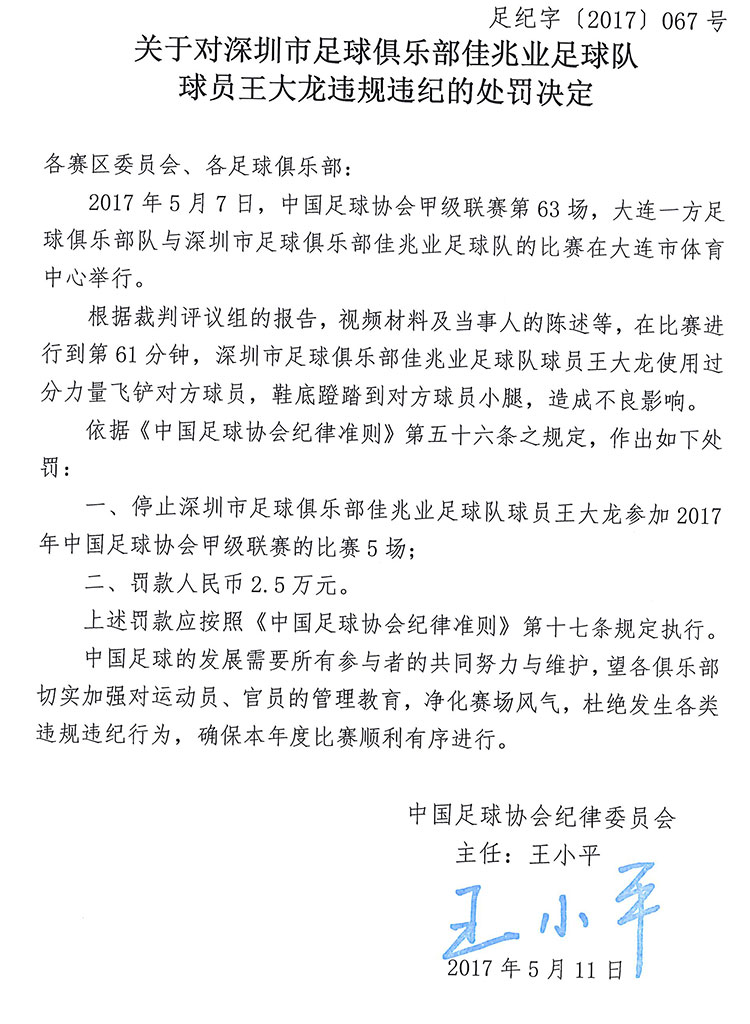 足纪字〔2017〕067 号
关于对深圳市足球俱乐部佳兆业足球队
球员王大龙违规违纪的处罚决定
各赛区委员会、各足球俱乐部：
2017 年 5 月 7 日，中国足球协会甲级联赛第 63 场，大连一方足
球俱乐部队与深圳市足球俱乐部佳兆业足球队的比赛在大连市体育
中心举行。
根据裁判评议组的报告，视频材料及当事人的陈述等，在比赛进
行到第 61 分钟，深圳市足球俱乐部佳兆业足球队球员王大龙使用过
分力量飞铲对方球员，鞋底蹬踏到对方球员小腿，造成不良影响。
依据《中国足球协会纪律准则》第五十六条之规定，作出如下处
罚：
一、停止深圳市足球俱乐部佳兆业足球队球员王大龙参加 2017
年中国足球协会甲级联赛的比赛 5 场；
二、罚款人民币 2.5 万元。
上述罚款应按照《中国足球协会纪律准则》第十七条规定执行。
中国足球的发展需要所有参与者的共同努力与维护，望各俱乐部
切实加强对运动员、官员的管理教育，净化赛场风气，杜绝发生各类
违规违纪行为，确保本年度比赛顺利有序进行。
中国足球协会纪律委员会
主任：王小平
王小平
2017 年 5 月 11 日